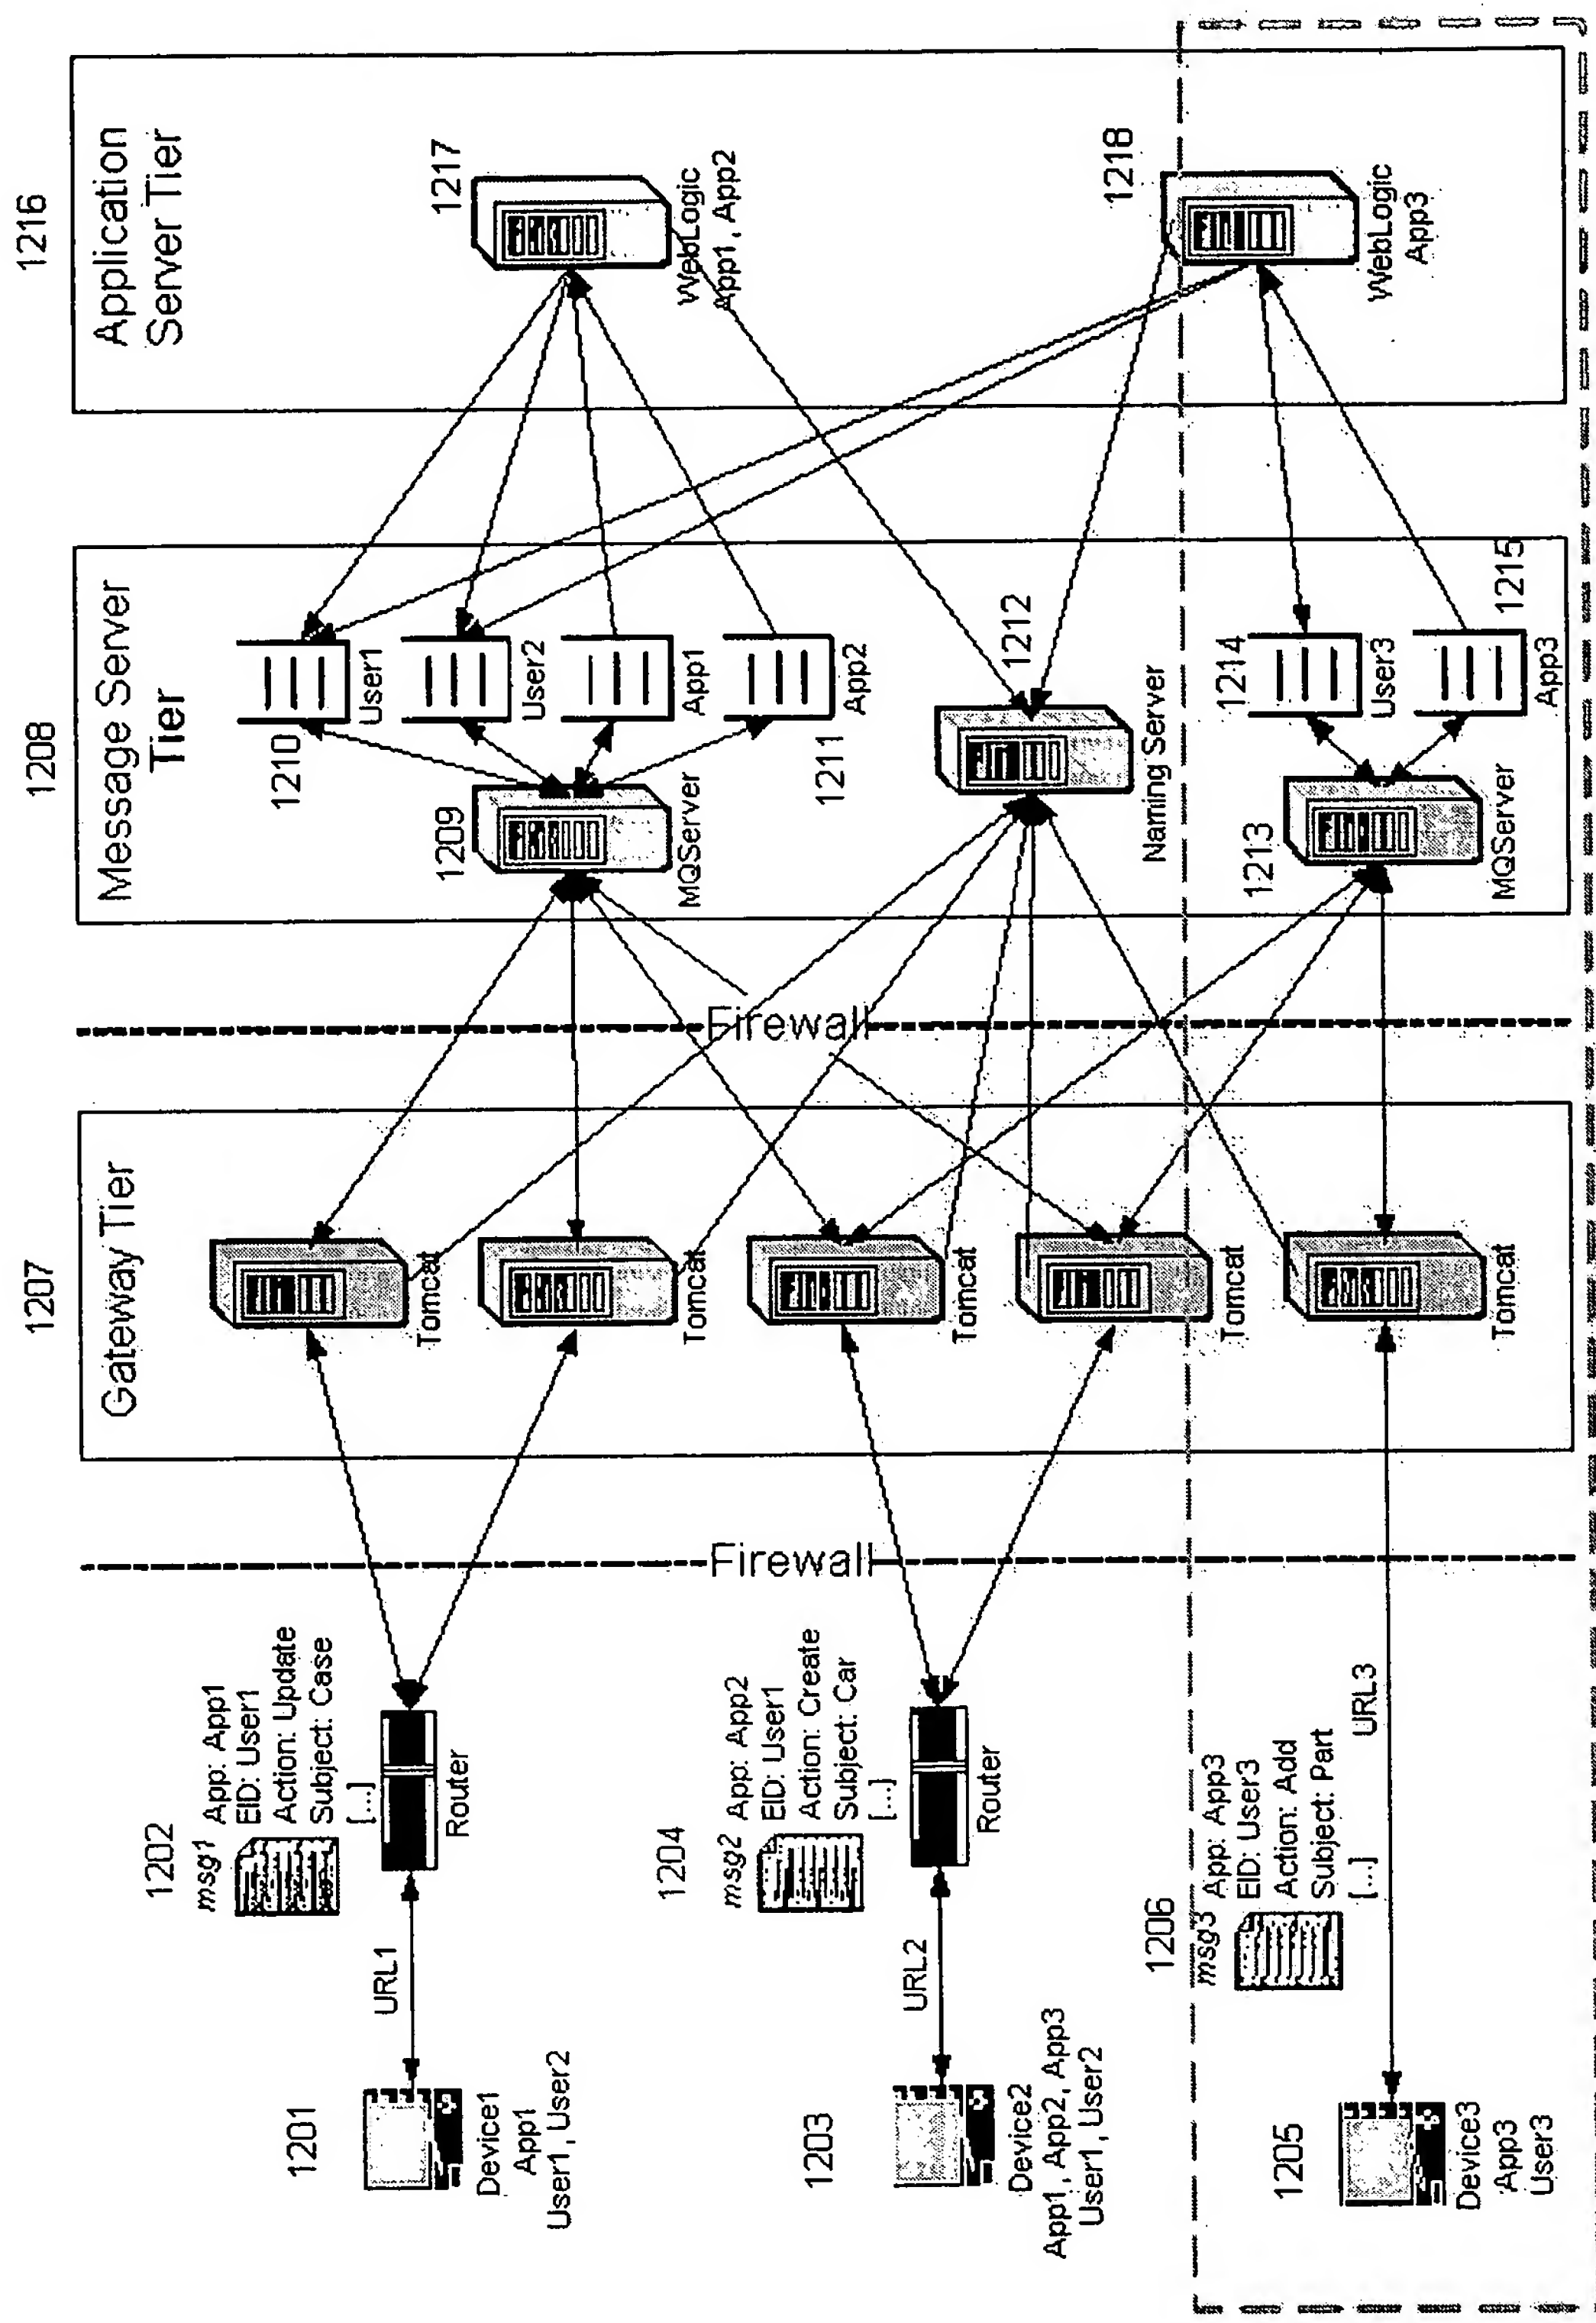 1201
Device1
App1
User1, User2
URL1
1202
msg1
App: App1
EID: User1
Action: Update
Subject: Case
[...]
Router
1203
Device2
App1, App2, App3
User1, User2
URL2
1204
msg2
App: App2
EID: User1
Action: Create
Subject: Car
[...]
Router
1205
Device3
App3
User3
1206
msg3
App: App3
EID: User3
Action: Add
Subject: Part
[...]
URL3
Firewall
1207
Gateway Tier
Tomcat
Tomcat
Tomcat
Tomcat
Tomcat
Firewall
1208
Message Server
Tier
1209
MQServer
1210
User1
User2
App1
App2
1211
1212
Naming Server
1213
MQServer
1214
User3
App3
1215
1216
Application
Server Tier
1217
WebLogic
App1, App2
1218
WebLogic
App3